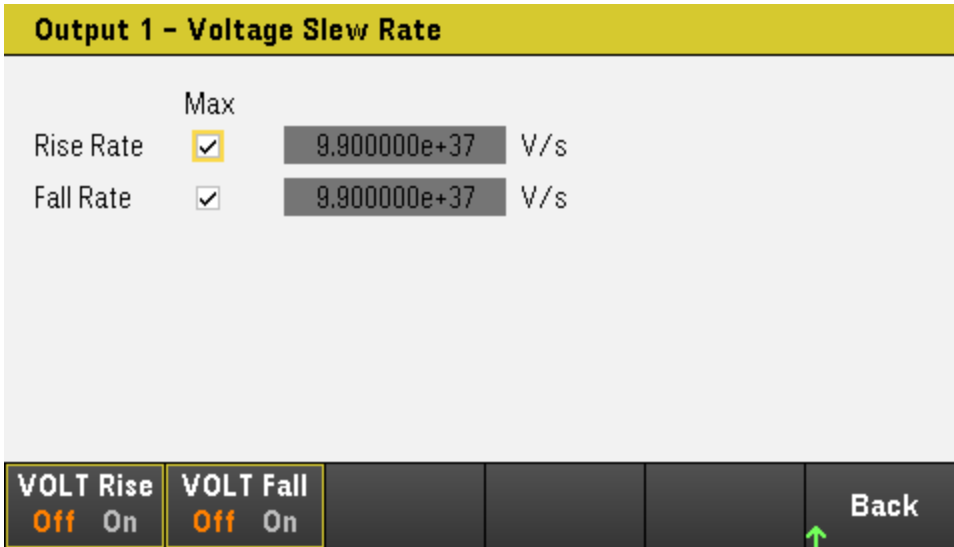 Output 1 – Voltage Slew Rate
Max
Rise Rate 9.900000e+37 V/s
Fall Rate 9.900000e+37 V/s
VOLT Rise VOLT Fall
Off On Off On Back